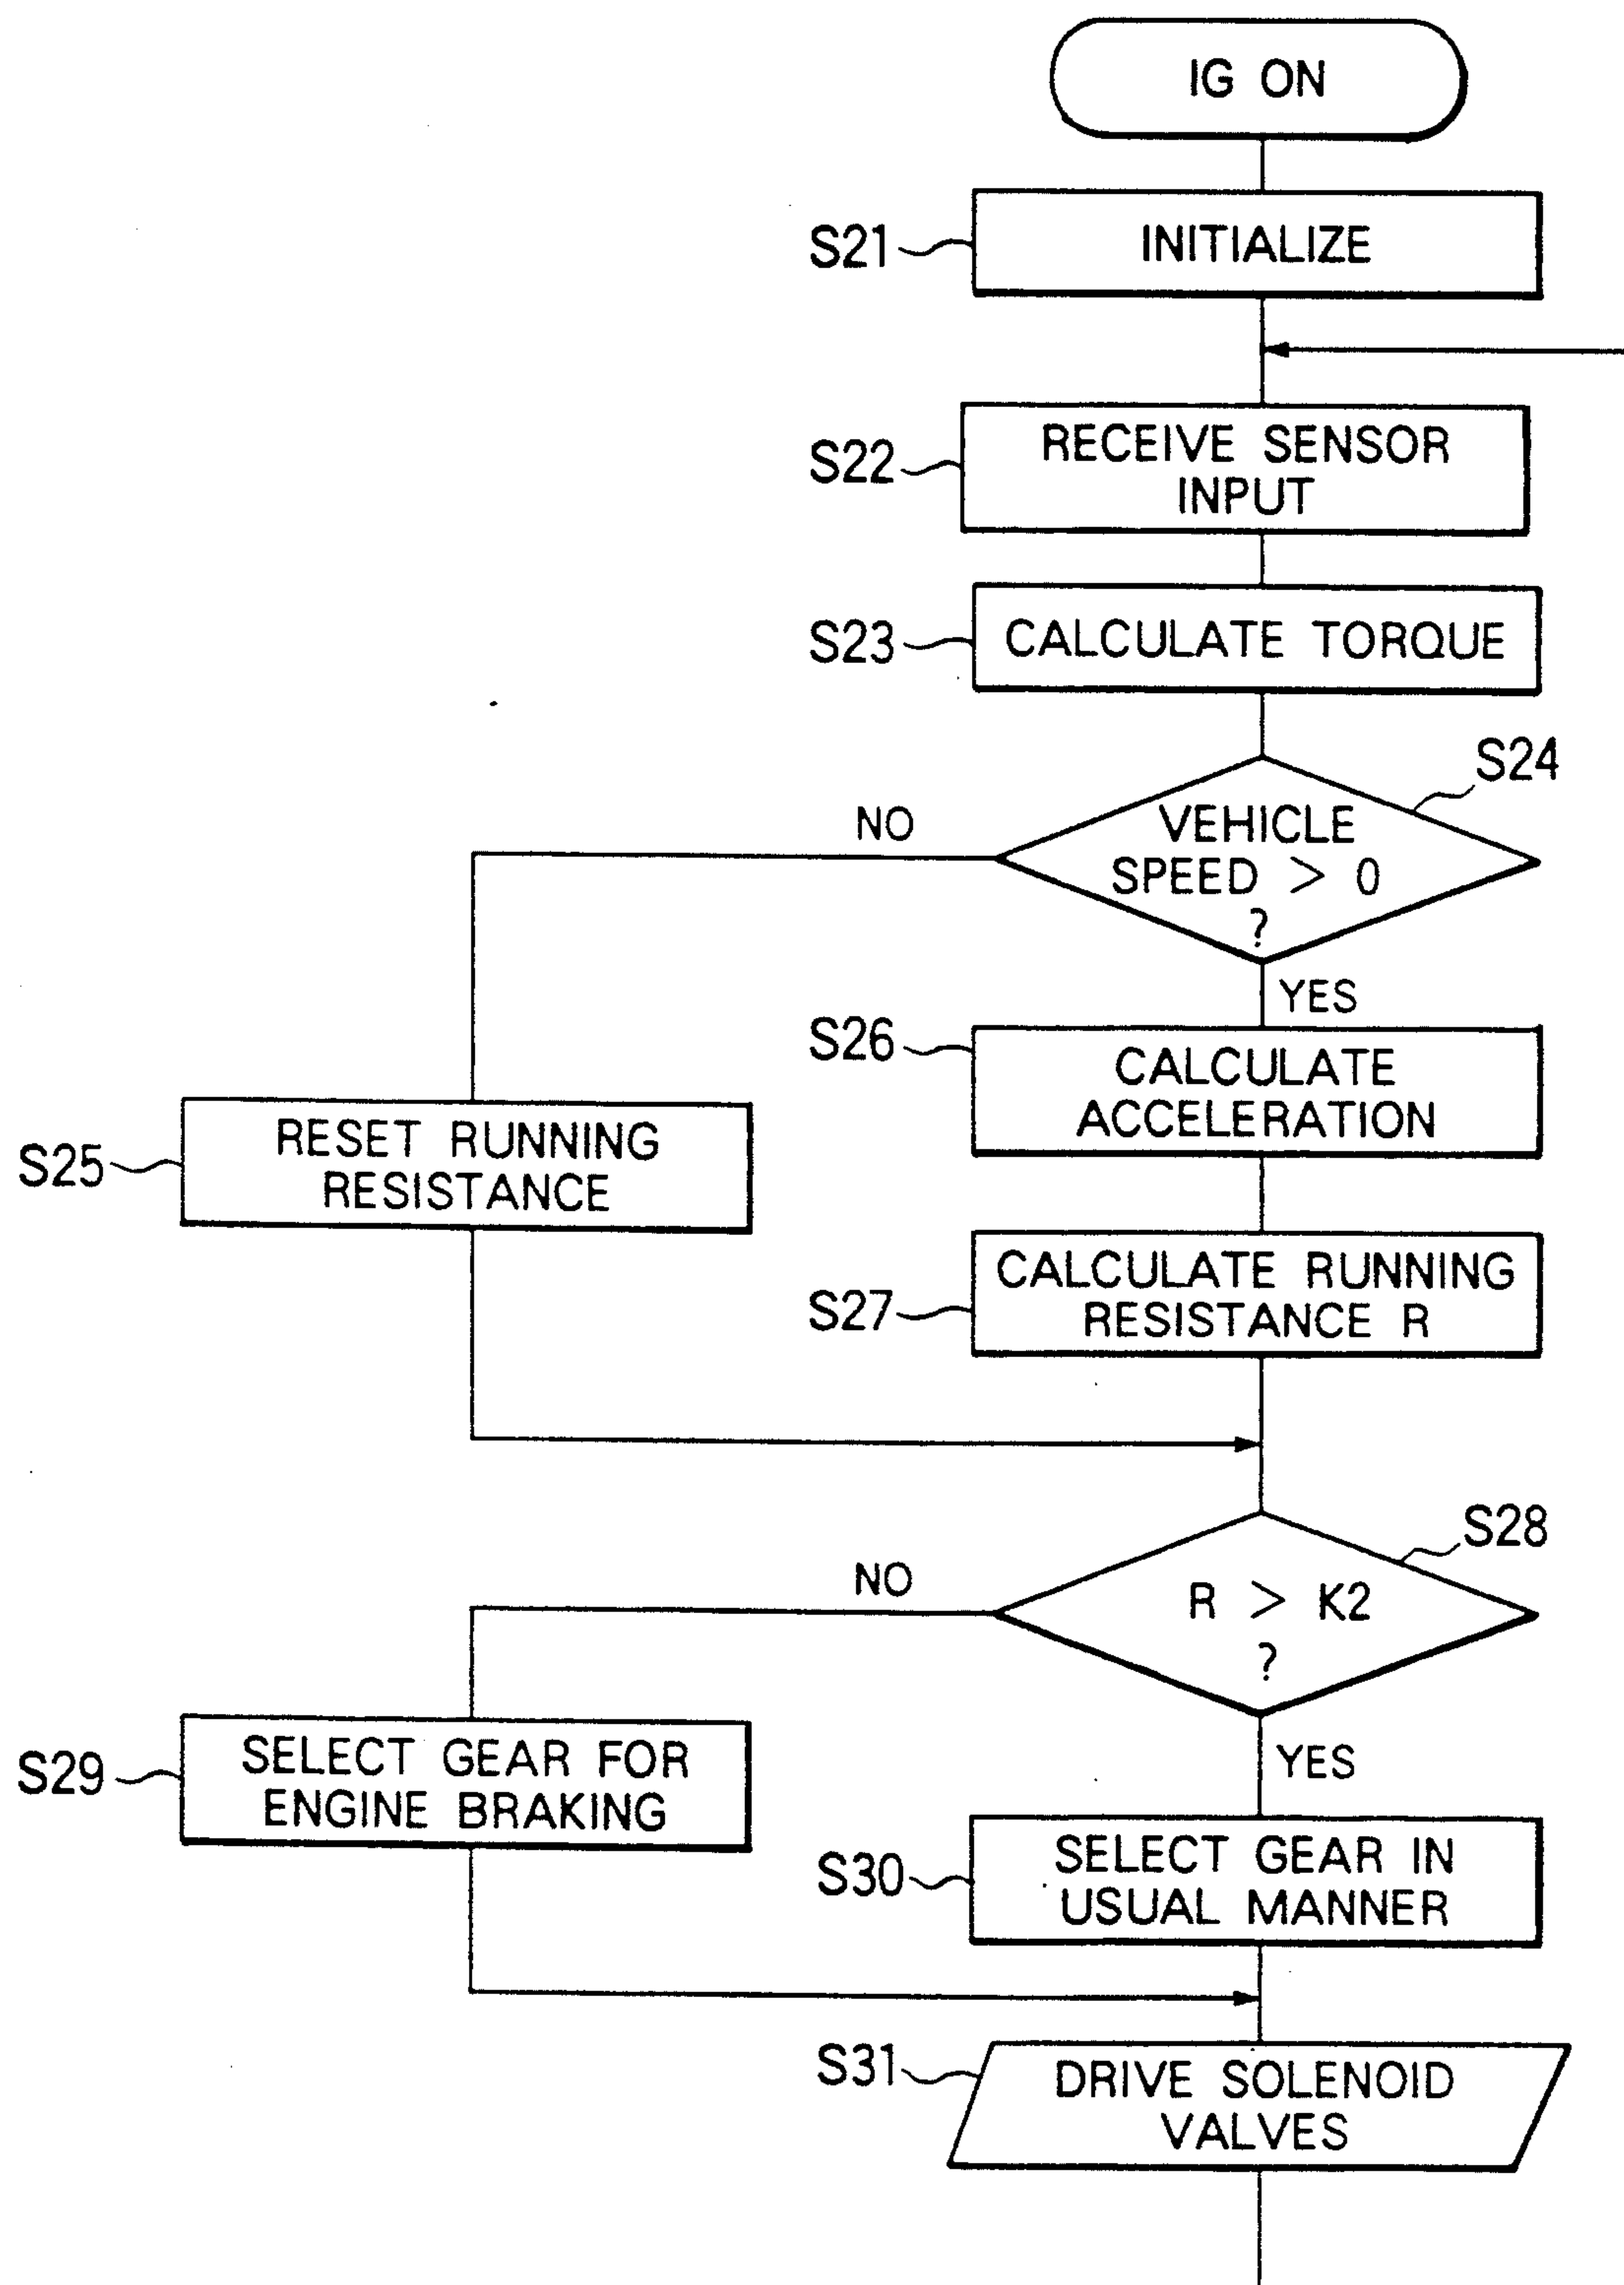 IG ON
S21
INITIALIZE
S22
RECEIVE SENSOR
INPUT
S23
CALCULATE TORQUE
S24
VEHICLE
SPEED > 0
?
NO
YES
S26
CALCULATE
ACCELERATION
S25
RESET RUNNING
RESISTANCE
S27
CALCULATE RUNNING
RESISTANCE R
S28
R > K2
?
NO
YES
S29
SELECT GEAR FOR
ENGINE BRAKING
S30
SELECT GEAR IN
USUAL MANNER
S31
DRIVE SOLENOID
VALVES